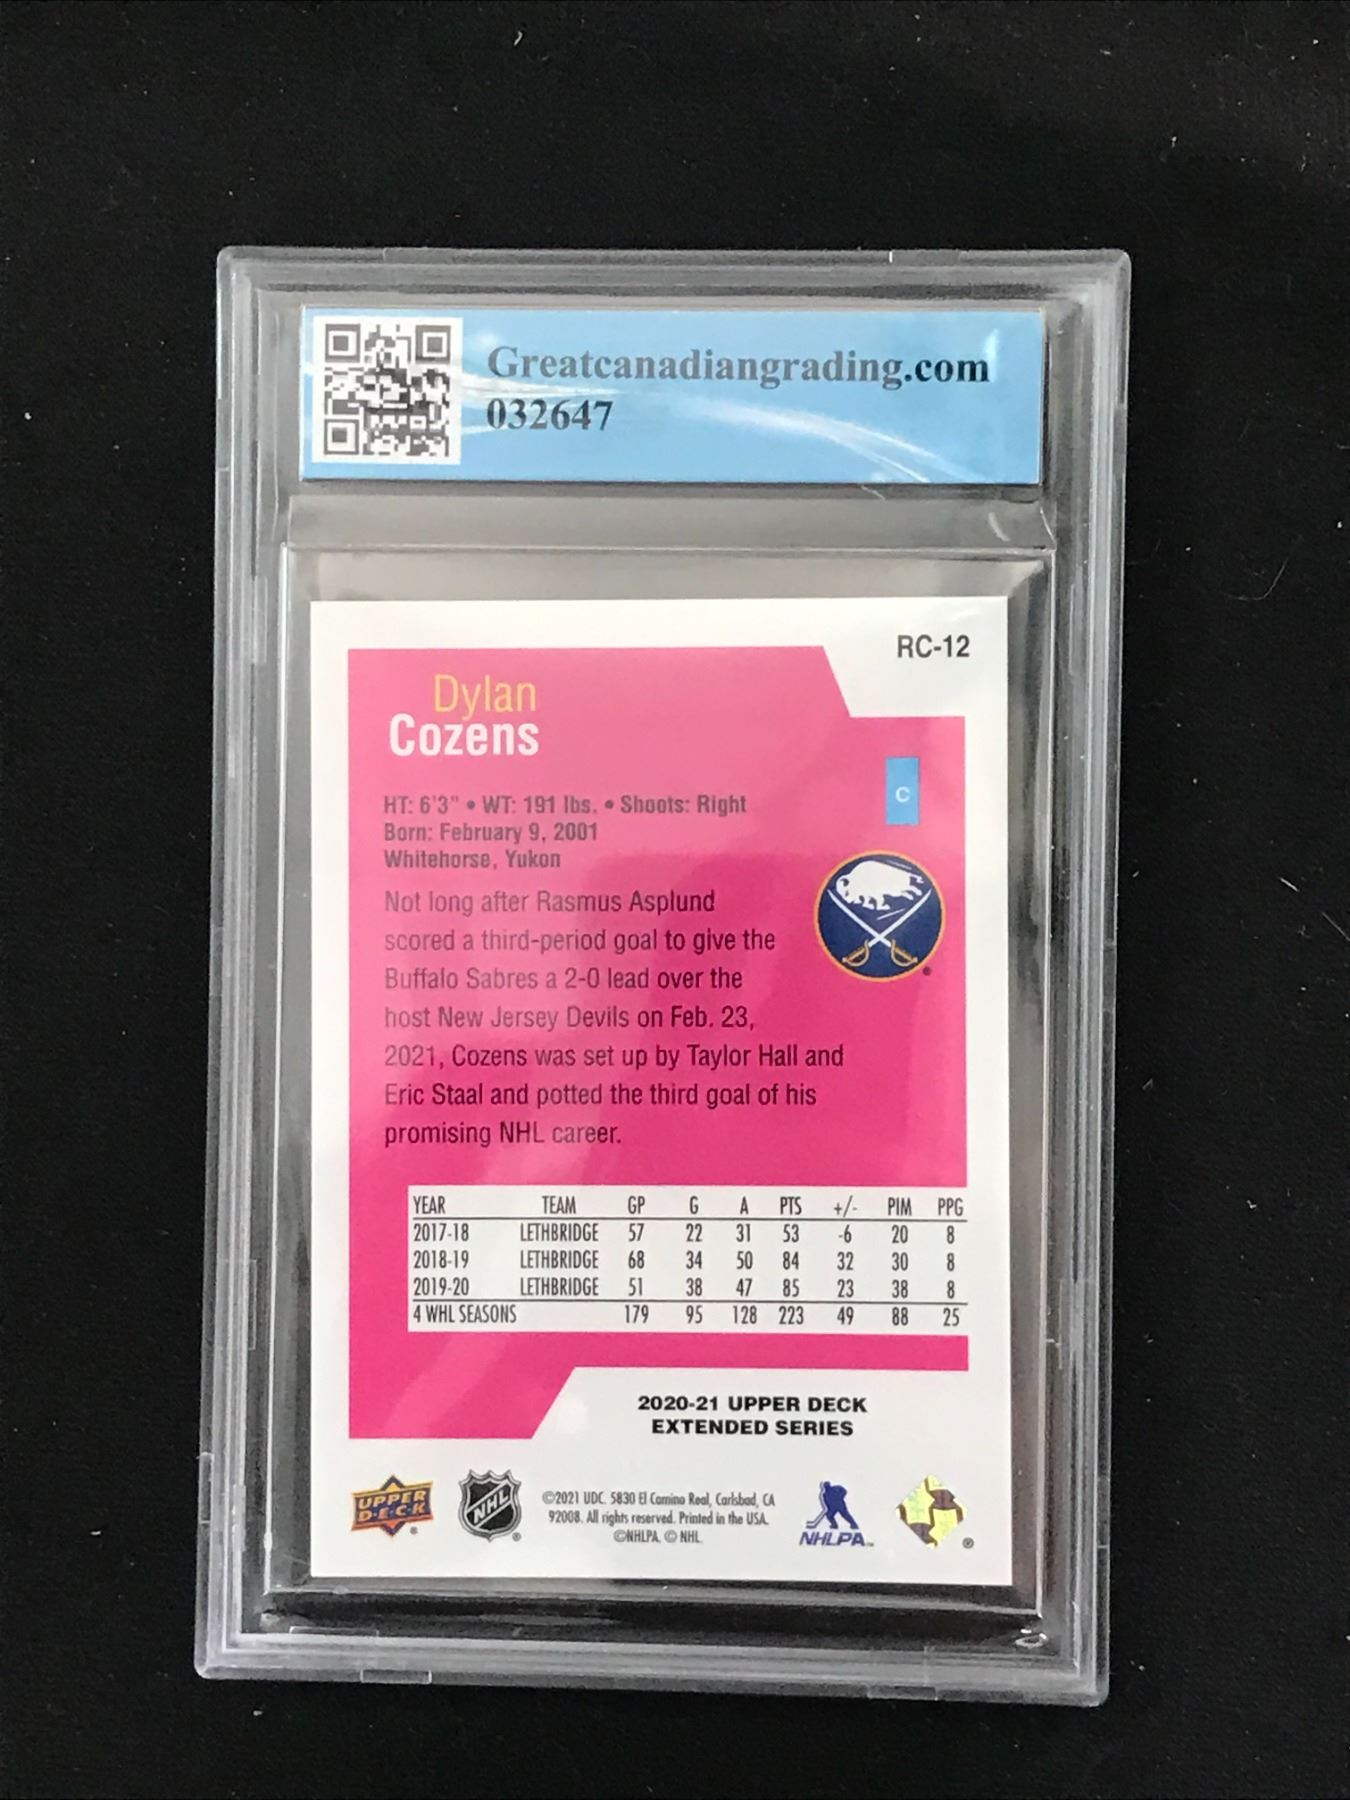 Greatcanadiangrading.com
032647
RC-12
Dylan
Cozens
C
HT: 6'3" • WT: 191 lbs. • Shoots: Right
Born: February 9, 2001
Whitehorse, Yukon
Not long after Rasmus Asplund
scored a third-period goal to give the
Buffalo Sabres a 2-0 lead over the
host New Jersey Devils on Feb. 23,
2021, Cozens was set up by Taylor Hall and
Eric Staal and potted the third goal of his
promising NHL career.
YEAR TEAM GP G A PTS +/- PIM PPG
2017-18 LETHBRIDGE 57 22 31 53 -6 20 8
2018-19 LETHBRIDGE 68 34 50 84 32 30 8
2019-20 LETHBRIDGE 51 38 47 85 23 38 8
4 WHL SEASONS 179 95 128 223 49 88 25
2020-21 UPPER DECK
EXTENDED SERIES
UPPER DECK ®
NHL ®
©2021 UDC. 5830 El Camino Real, Carlsbad, CA
92008. All rights reserved. Printed in the USA.
©NHLPA. © NHL.
NHLPA™
®